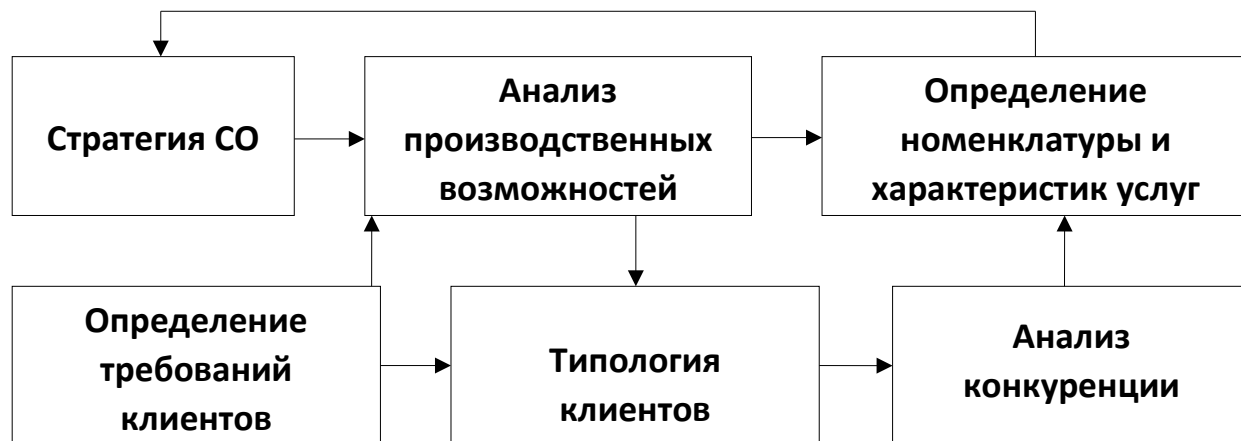 Стратегия СО
Анализ
производственных
возможностей
Определение
номенклатуры и
характеристик услуг
Определение
требований
клиентов
Типология
клиентов
Анализ
конкуренции